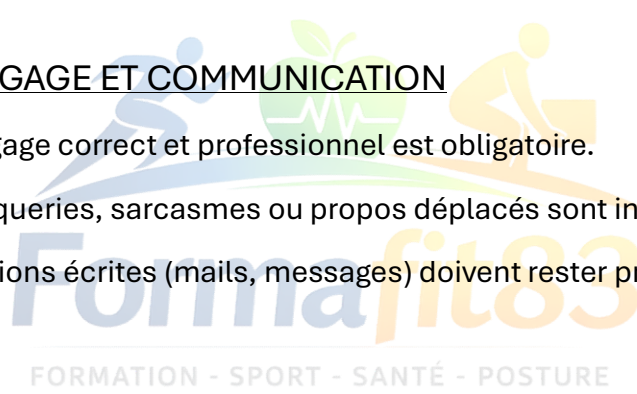 GAGE ET COMMUNICATION
gage correct et professionnel est obligatoire.
queries, sarcasmes ou propos déplacés sont in
ions écrites (mails, messages) doivent rester pr
Formafit83
FORMATION - SPORT - SANTÉ - POSTURE